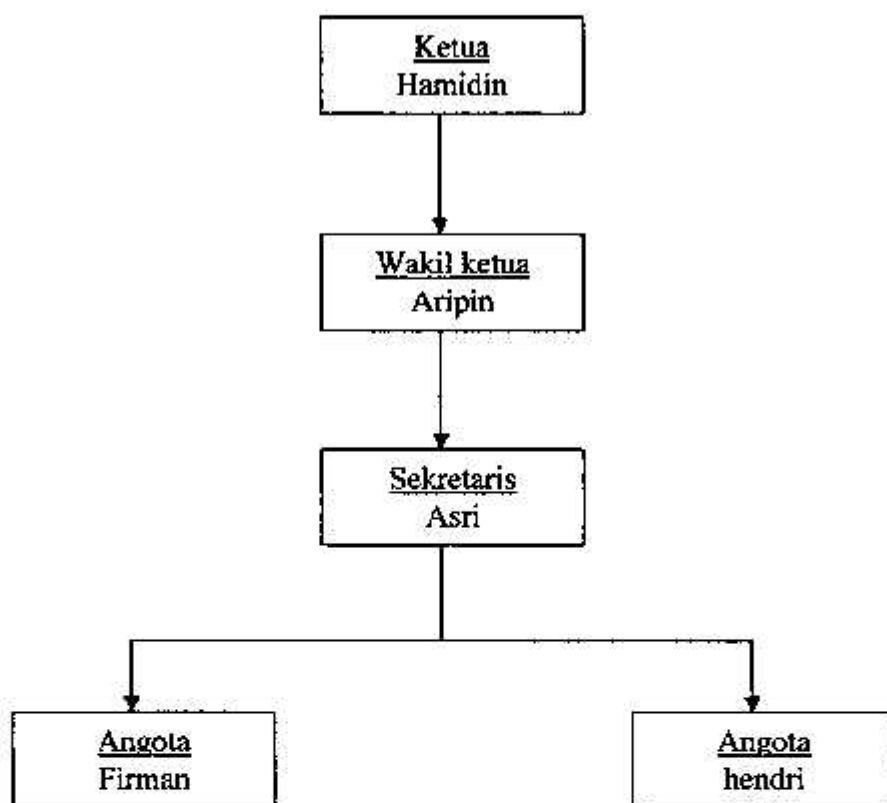 Ketua
Hamidin
Wakil ketua
Aripin
Sekretaris
Asri
Angota
Firman
Angota
hendri